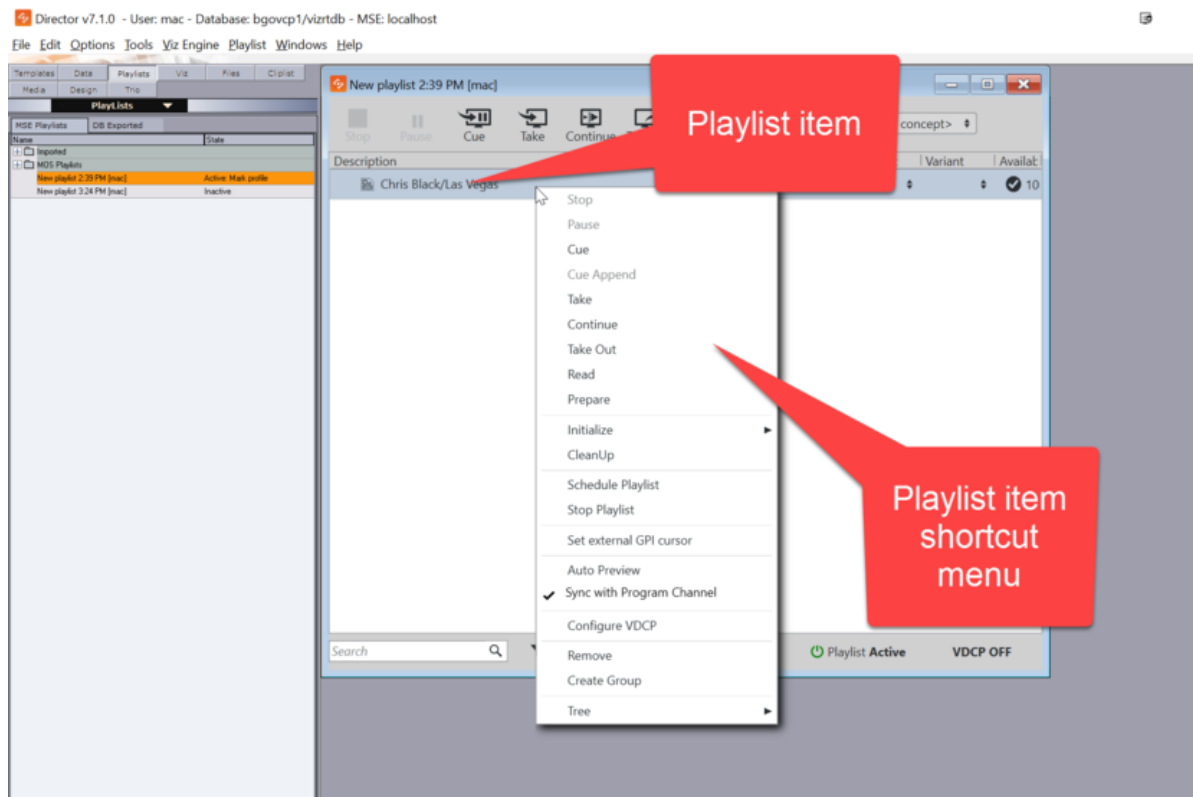 Director v7.1.0 - User: mac - Database: bgovcp1/vizrtdb - MSE: localhost
File Edit Options Tools Viz Engine Playlist Windows Help
Templates Data Playlists Viz Files Cliplist
Media Design Trio
PlayLists
MSE Playlists DB Exported
Name State
Imported
MOS Playlists
New playlist 2:39 PM [mac] Active: Mark profile
New playlist 3:24 PM [mac] Inactive
New playlist 2:39 PM [mac]
Stop Pause Cue Take Continue
concept>
Description Variant Availab
Chris Black/Las Vegas 10
Playlist item
Stop
Pause
Cue
Cue Append
Take
Continue
Take Out
Read
Prepare
Initialize
CleanUp
Schedule Playlist
Stop Playlist
Set external GPI cursor
Auto Preview
Sync with Program Channel
Configure VDCP
Remove
Create Group
Tree
Playlist item
shortcut
menu
Search Playlist Active VDCP OFF